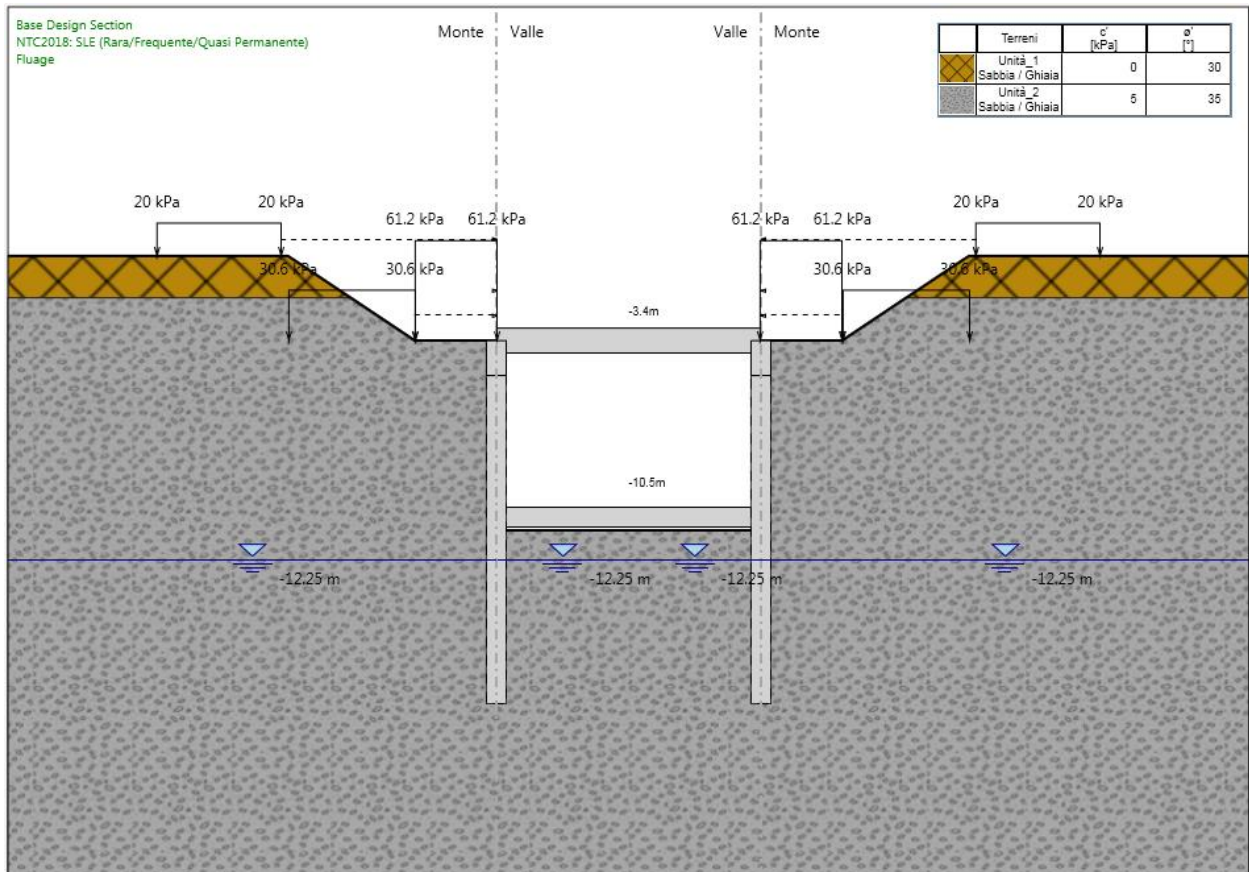 Base Design Section
NTC2018: SLE (Rara/Frequente/Quasi Permanente)
Fluage
Monte Valle Valle Monte
Terreni c' [kPa] ø' [°]
Unità_1 Sabbia / Ghiaia 0 30
Unità_2 Sabbia / Ghiaia 5 35
20 kPa 20 kPa 20 kPa 20 kPa
61.2 kPa 61.2 kPa 61.2 kPa 61.2 kPa
30.6 kPa 30.6 kPa 30.6 kPa 30.6 kPa
-3.4m
-10.5m
-12.25 m -12.25 m -12.25 m -12.25 m